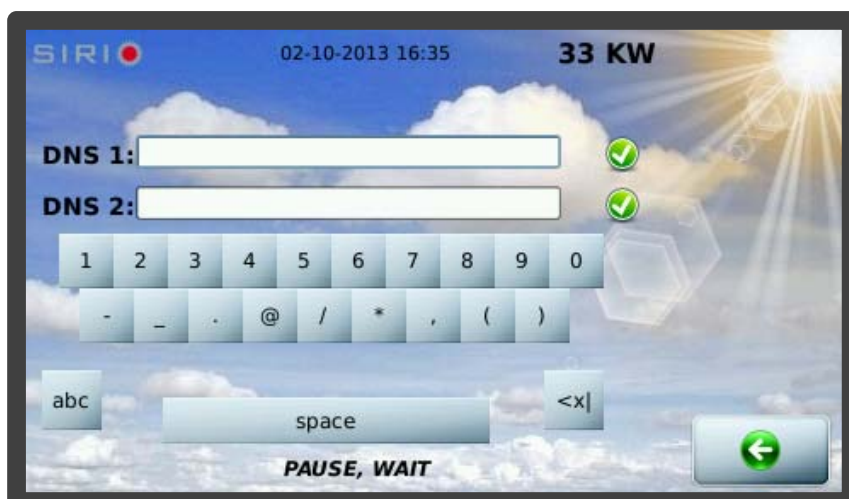 SIRIO 02-10-2013 16:35 33 KW
DNS 1:
DNS 2:
1 2 3 4 5 6 7 8 9 0
- _ . @ / * , ( )
abc space <x|
PAUSE, WAIT